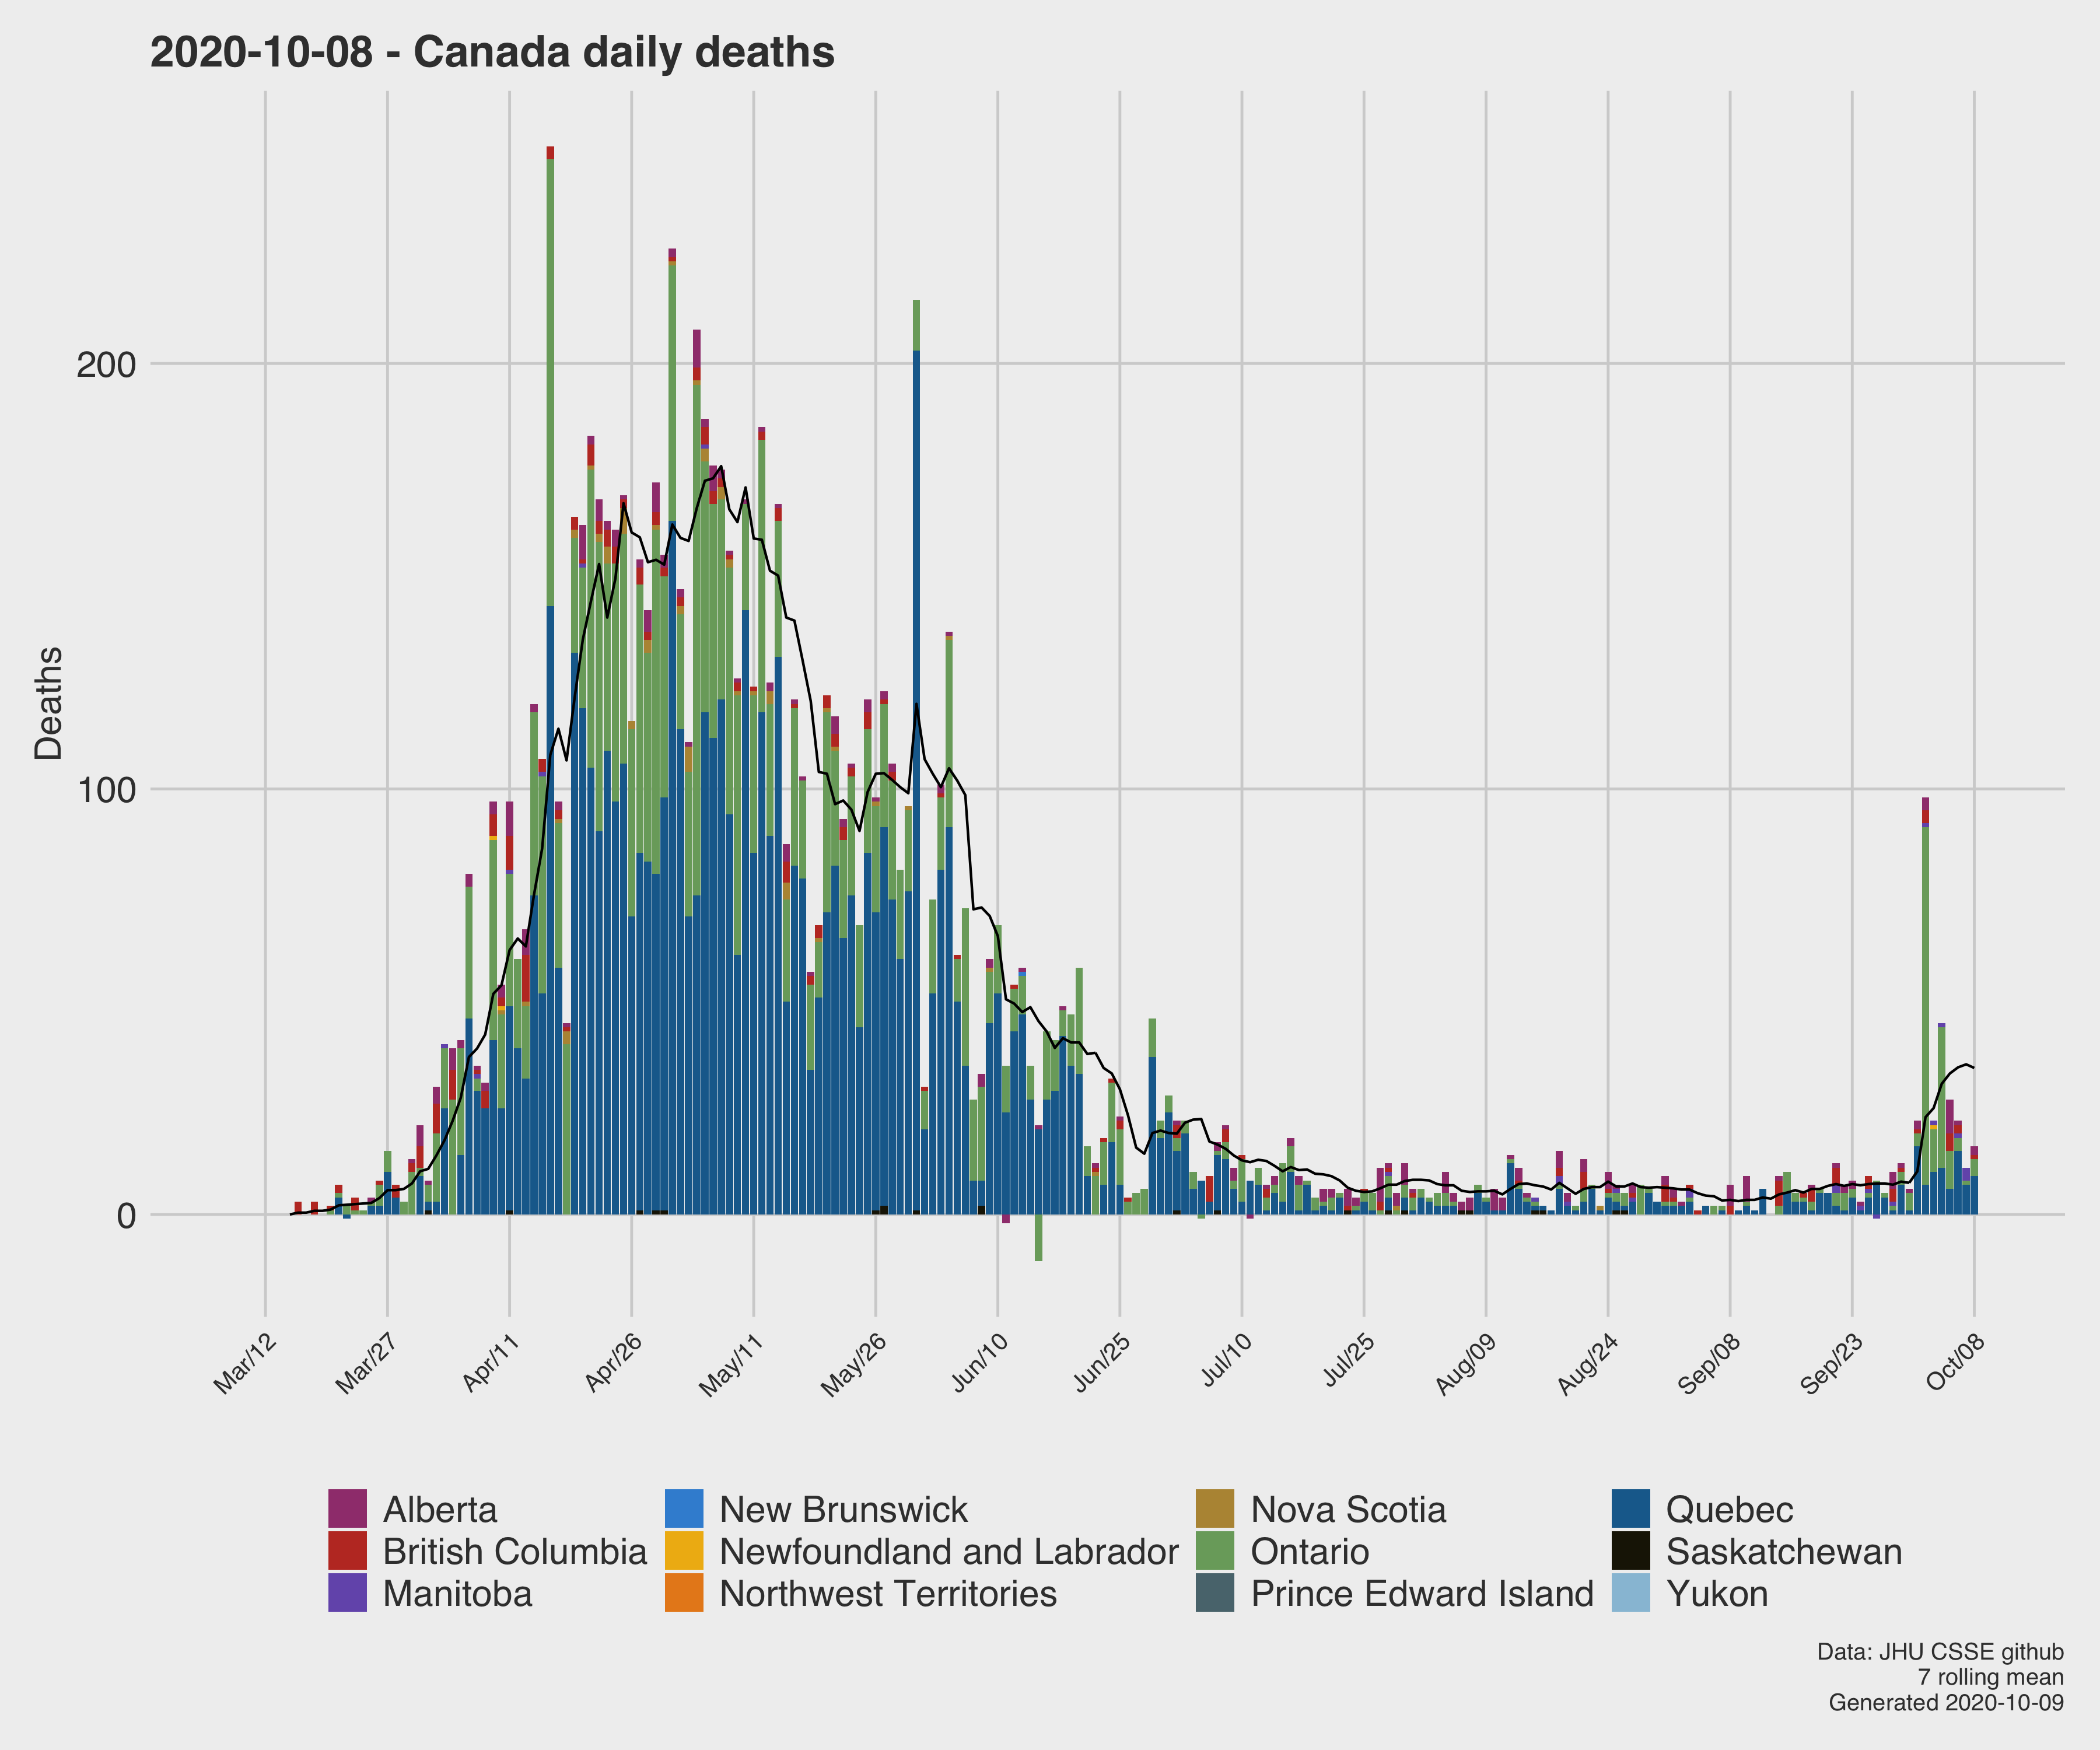 2020-10-08 - Canada daily deaths
Deaths
200
100
0
Mar/12
Mar/27
Apr/11
Apr/26
May/11
May/26
Jun/10
Jun/25
Jul/10
Jul/25
Aug/09
Aug/24
Sep/08
Sep/23
Oct/08
Alberta
British Columbia
Manitoba
New Brunswick
Newfoundland and Labrador
Northwest Territories
Nova Scotia
Ontario
Prince Edward Island
Quebec
Saskatchewan
Yukon
Data: JHU CSSE github
7 rolling mean
Generated 2020-10-09